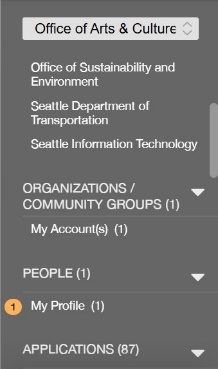 Office of Arts & Culture
Office of Sustainability and
Environment
Seattle Department of
Transportation
Seattle Information Technology
ORGANIZATIONS /
COMMUNITY GROUPS (1)
My Account(s) (1)
PEOPLE (1)
1 My Profile (1)
APPLICATIONS (87)